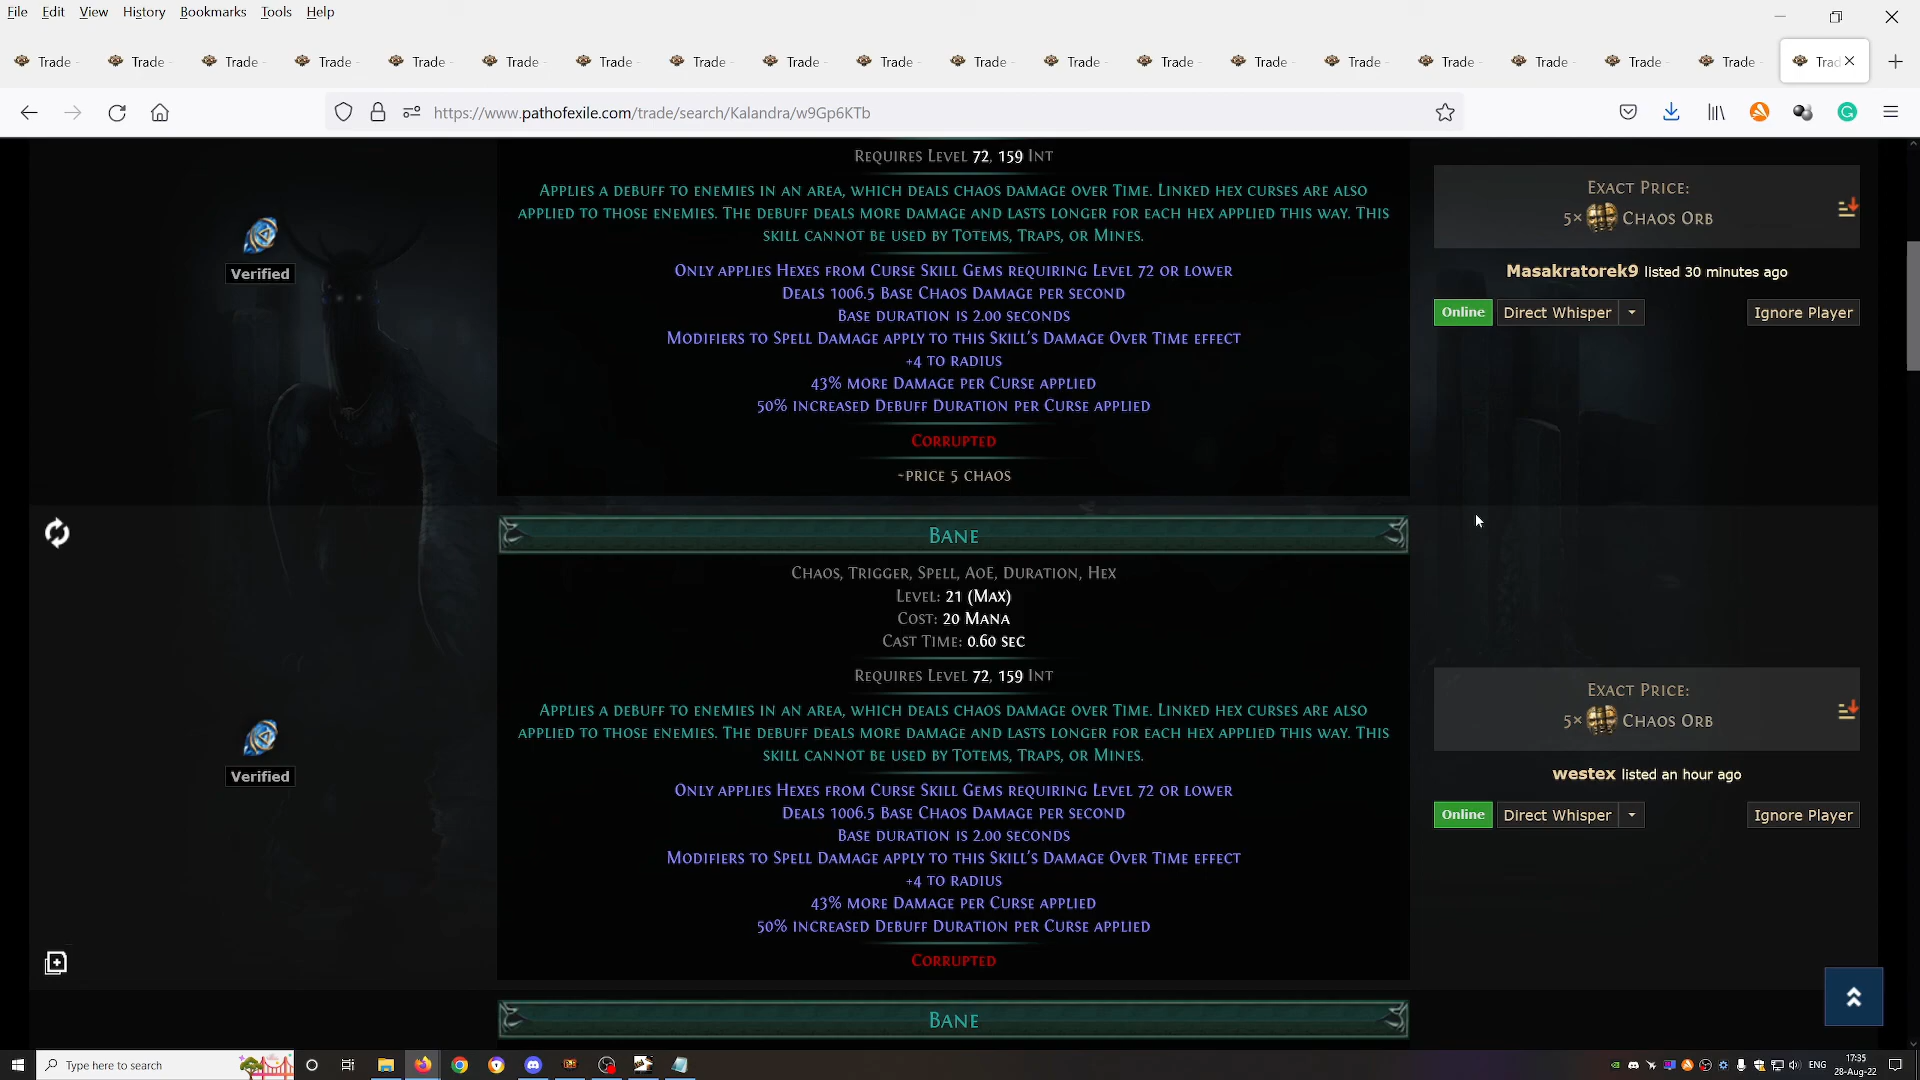 File Edit View History Bookmarks Tools Help
Trade - Trade - Trade - Trade - Trade - Trade - Trade - Trade - Trade - Trade - Trade - Trade - Trade - Trade - Trade - Trade - Trade - Trade - Trade - Trad
https://www.pathofexile.com/trade/search/Kalandra/w9Gp6KTb
Requires Level 72, 159 Int
Applies a debuff to enemies in an area, which deals chaos damage over Time. Linked hex curses are also
applied to those enemies. The debuff deals more damage and lasts longer for each hex applied this way. This
skill cannot be used by Totems, Traps, or Mines.
Only applies Hexes from Curse Skill Gems requiring Level 72 or lower
Deals 1006.5 Base Chaos Damage per second
Base duration is 2.00 seconds
Modifiers to Spell Damage apply to this Skill's Damage Over Time effect
+4 to radius
43% more Damage per Curse applied
50% increased Debuff Duration per Curse applied
Corrupted
~price 5 chaos
Verified
Exact Price:
5× Chaos Orb
Masakratorek9 listed 30 minutes ago
Online Direct Whisper Ignore Player
Bane
Chaos, Trigger, Spell, AoE, Duration, Hex
Level: 21 (Max)
Cost: 20 Mana
Cast Time: 0.60 sec
Requires Level 72, 159 Int
Applies a debuff to enemies in an area, which deals chaos damage over Time. Linked hex curses are also
applied to those enemies. The debuff deals more damage and lasts longer for each hex applied this way. This
skill cannot be used by Totems, Traps, or Mines.
Only applies Hexes from Curse Skill Gems requiring Level 72 or lower
Deals 1006.5 Base Chaos Damage per second
Base duration is 2.00 seconds
Modifiers to Spell Damage apply to this Skill's Damage Over Time effect
+4 to radius
43% more Damage per Curse applied
50% increased Debuff Duration per Curse applied
Corrupted
Verified
Exact Price:
5× Chaos Orb
westex listed an hour ago
Online Direct Whisper Ignore Player
Bane
Type here to search
ENG
17:35
28-Aug-22